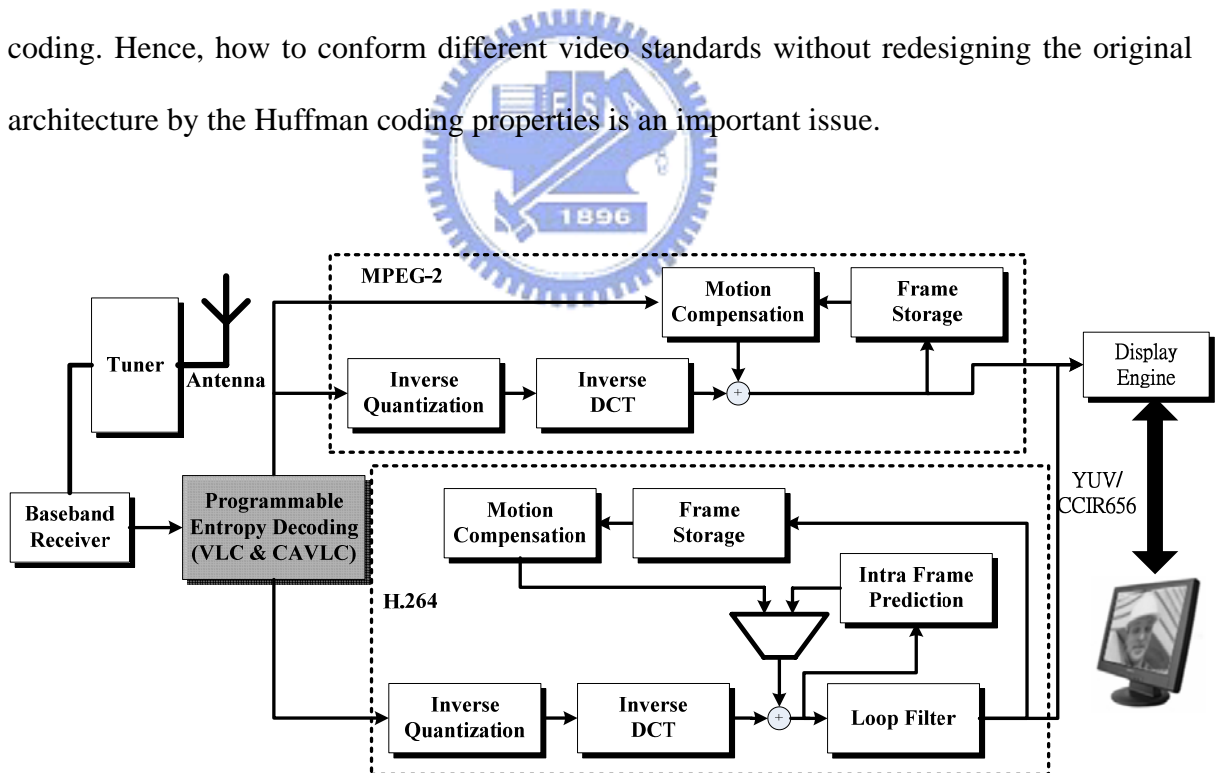 coding. Hence, how to conform different video standards without redesigning the original
architecture by the Huffman coding properties is an important issue.
E S A
1896
MPEG-2
Motion
Compensation
Frame
Storage
Tuner
Antenna
Inverse
Quantization
Inverse
DCT
+
Display
Engine
Baseband
Receiver
Programmable
Entropy Decoding
(VLC & CAVLC)
YUV/
CCIR656
H.264
Motion
Compensation
Frame
Storage
Intra Frame
Prediction
Inverse
Quantization
Inverse
DCT
+
Loop Filter